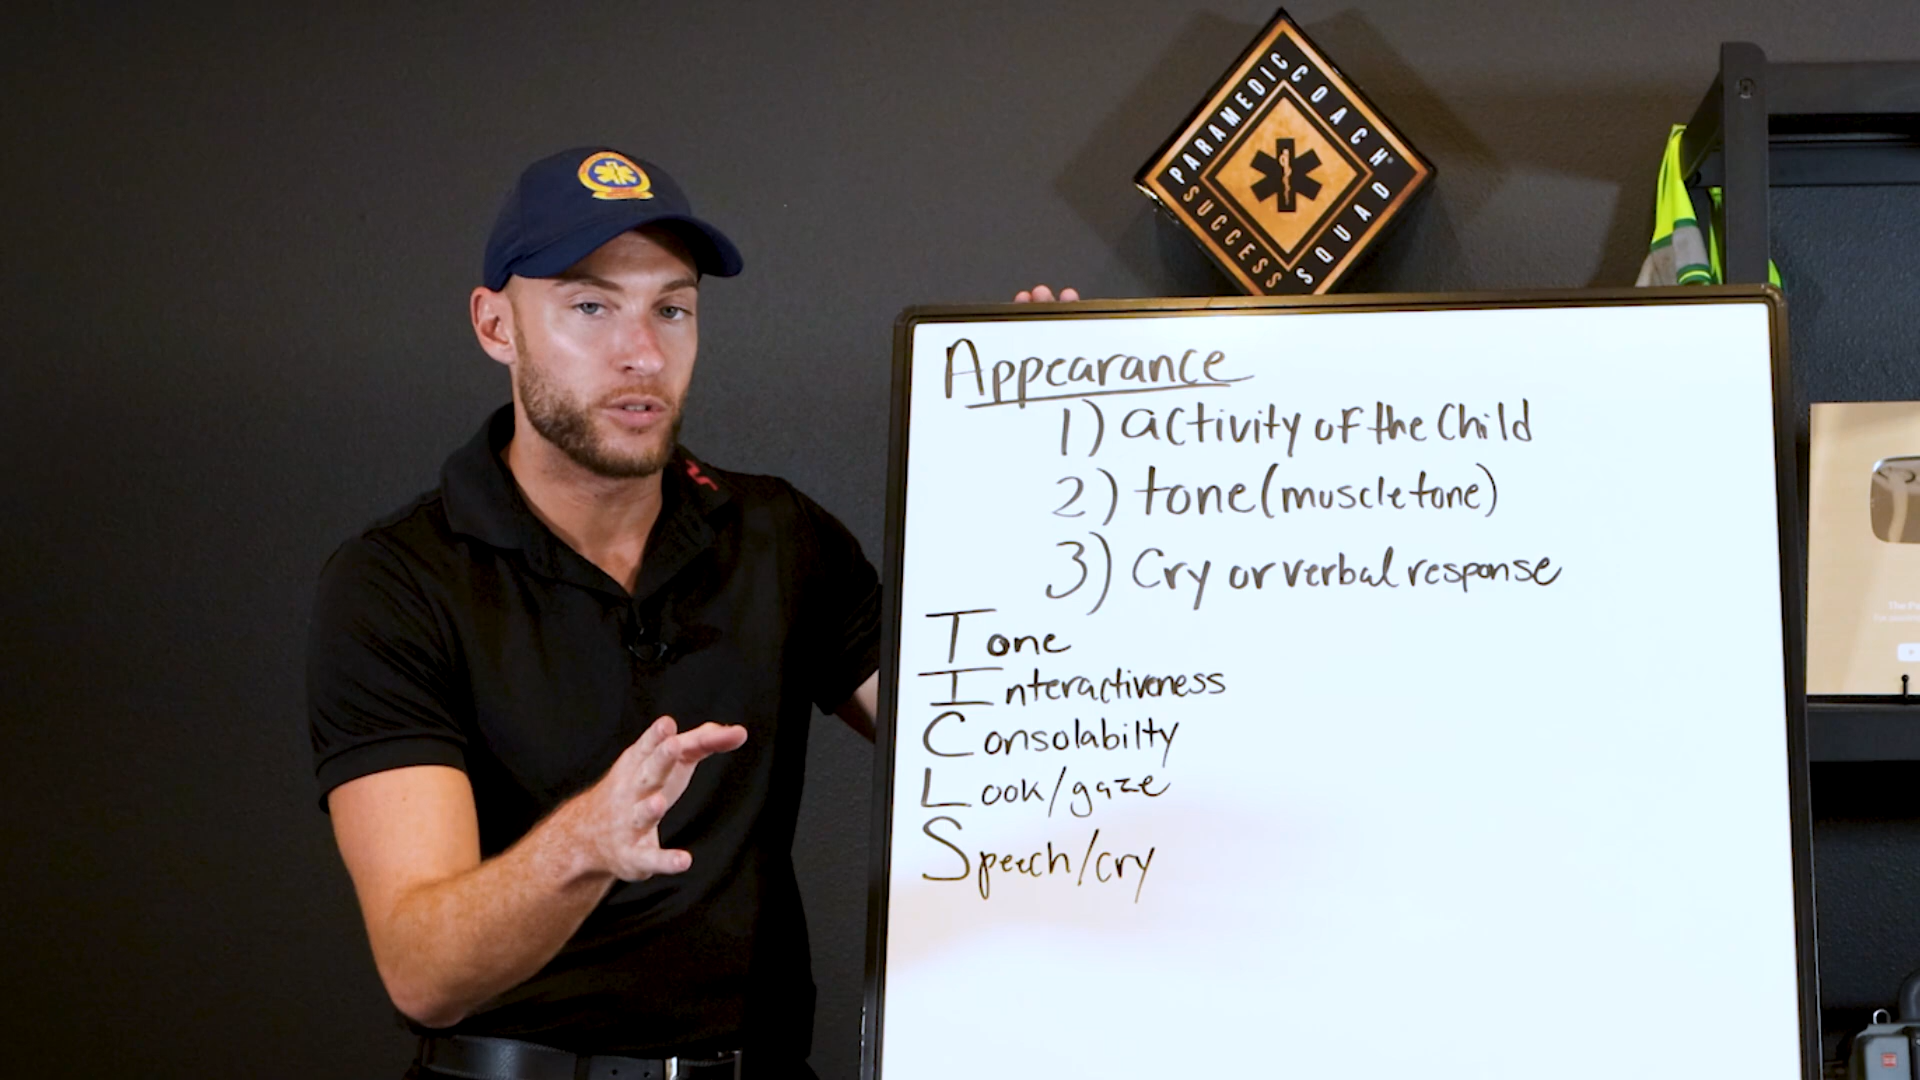 PARAMEDIC COACH®
SUCCESS SQUAD
Appearance
1) activity of the Child
2) tone (muscle tone)
3) Cry or verbal response
Tone
Interactiveness
Consolabilty
Look/gaze
Speech/cry